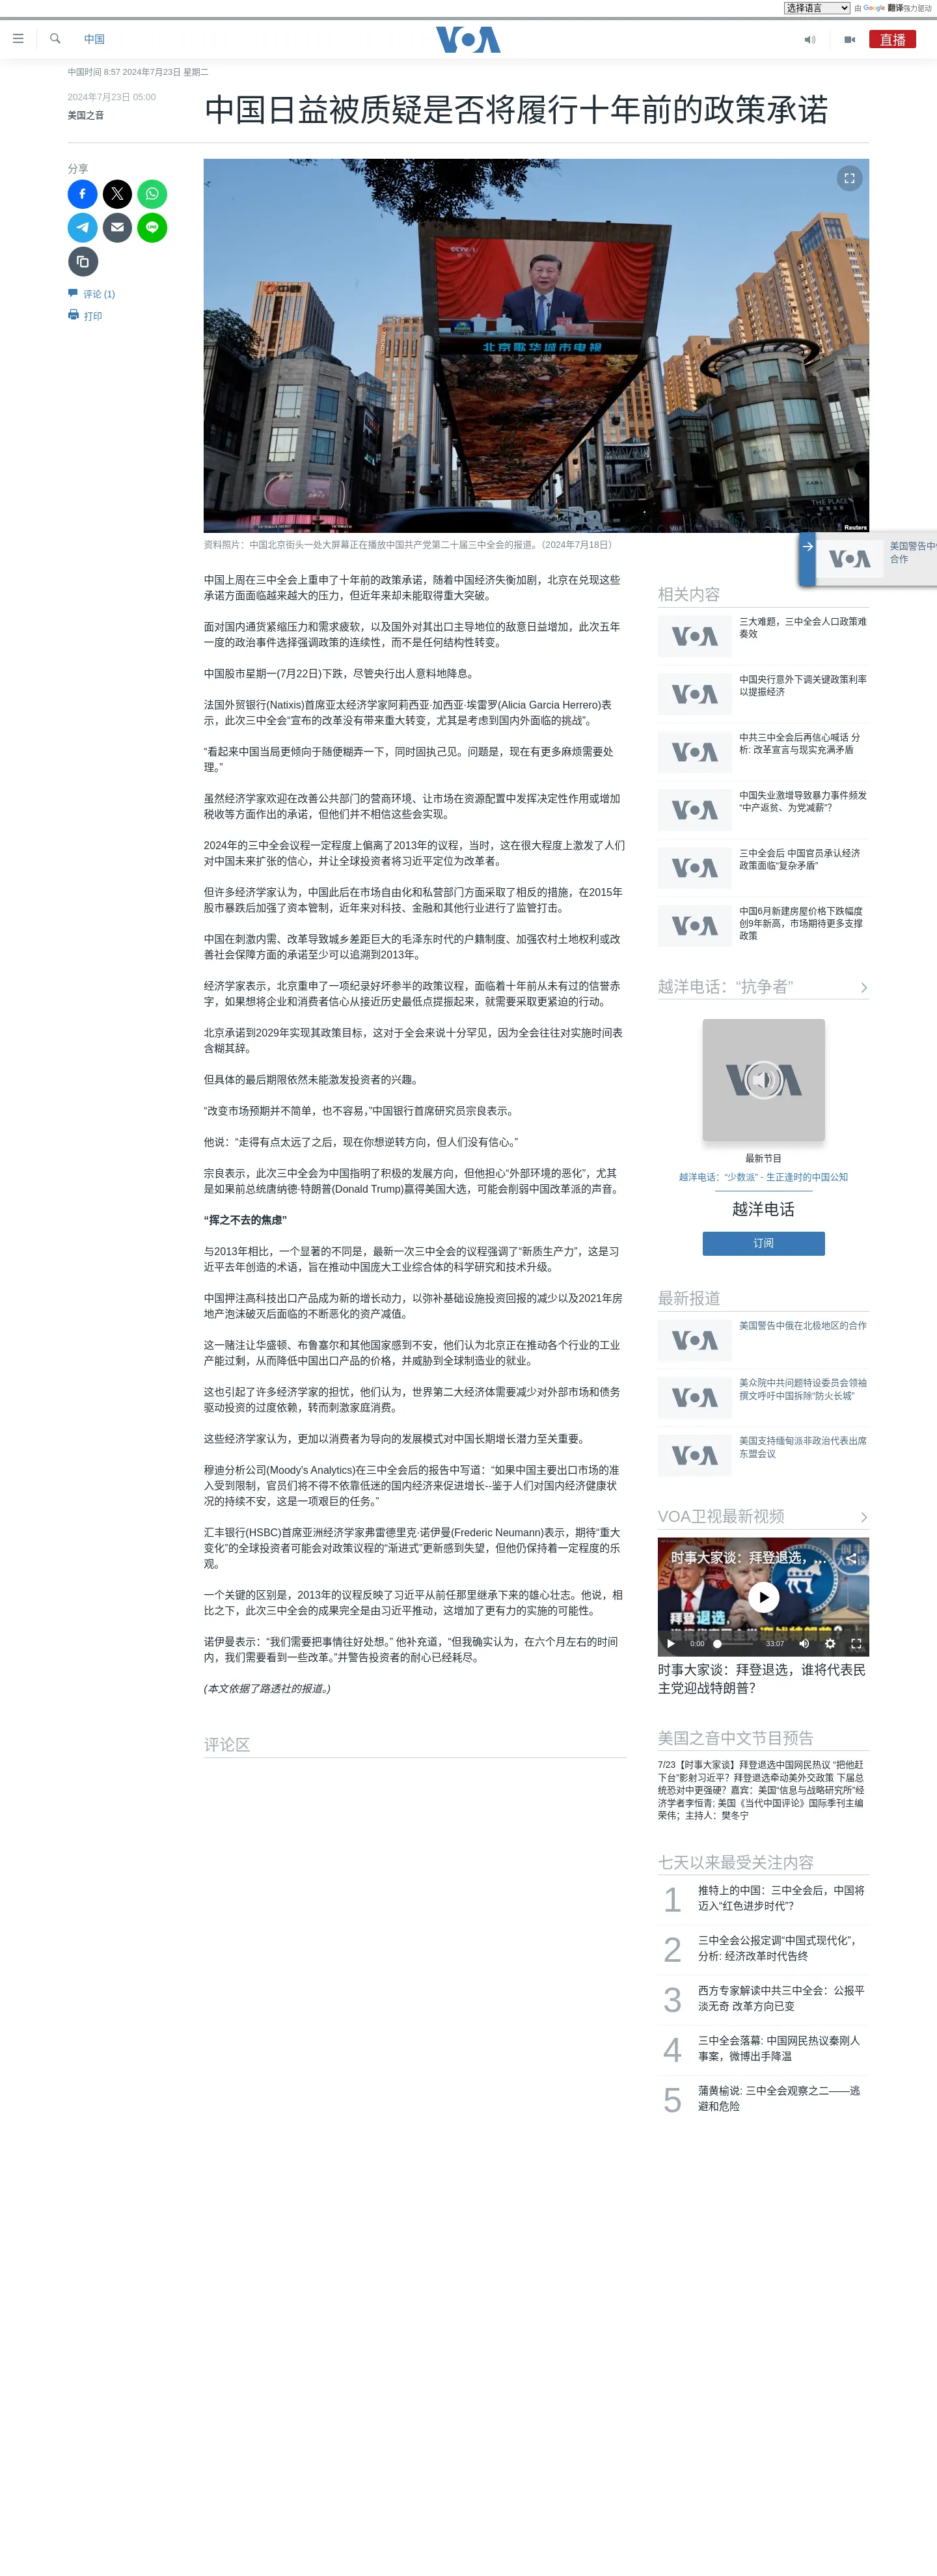 选择语言 由 Google 翻译强力驱动
中国
VOA
直播
中国时间 8:57 2024年7月23日 星期二
2024年7月23日 05:00
美国之音
中国日益被质疑是否将履行十年前的政策承诺
分享
评论 (1)
打印
中琪
CCTV 1
北京歌华城市电视
THE PLACE
Reuters
资料照片：中国北京街头一处大屏幕正在播放中国共产党第二十届三中全会的报道。（2024年7月18日）
美国警告中
合作
中国上周在三中全会上重申了十年前的政策承诺，随着中国经济失衡加剧，北京在兑现这些
承诺方面面临越来越大的压力，但近年来却未能取得重大突破。
面对国内通货紧缩压力和需求疲软，以及国外对其出口主导地位的敌意日益增加，此次五年
一度的政治事件选择强调政策的连续性，而不是任何结构性转变。
中国股市星期一(7月22日)下跌，尽管央行出人意料地降息。
法国外贸银行(Natixis)首席亚太经济学家阿莉西亚·加西亚·埃雷罗(Alicia Garcia Herrero)表
示，此次三中全会“宣布的改革没有带来重大转变，尤其是考虑到国内外面临的挑战”。
“看起来中国当局更倾向于随便糊弄一下，同时固执己见。问题是，现在有更多麻烦需要处
理。”
虽然经济学家欢迎在改善公共部门的营商环境、让市场在资源配置中发挥决定性作用或增加
税收等方面作出的承诺，但他们并不相信这些会实现。
2024年的三中全会议程一定程度上偏离了2013年的议程，当时，这在很大程度上激发了人们
对中国未来扩张的信心，并让全球投资者将习近平定位为改革者。
但许多经济学家认为，中国此后在市场自由化和私营部门方面采取了相反的措施，在2015年
股市暴跌后加强了资本管制，近年来对科技、金融和其他行业进行了监管打击。
中国在刺激内需、改革导致城乡差距巨大的毛泽东时代的户籍制度、加强农村土地权利或改
善社会保障方面的承诺至少可以追溯到2013年。
经济学家表示，北京重申了一项纪录好坏参半的政策议程，面临着十年前从未有过的信誉赤
字，如果想将企业和消费者信心从接近历史最低点提振起来，就需要采取更紧迫的行动。
北京承诺到2029年实现其政策目标，这对于全会来说十分罕见，因为全会往往对实施时间表
含糊其辞。
但具体的最后期限依然未能激发投资者的兴趣。
“改变市场预期并不简单，也不容易，”中国银行首席研究员宗良表示。
他说：“走得有点太远了之后，现在你想逆转方向，但人们没有信心。”
宗良表示，此次三中全会为中国指明了积极的发展方向，但他担心“外部环境的恶化”，尤其
是如果前总统唐纳德·特朗普(Donald Trump)赢得美国大选，可能会削弱中国改革派的声音。
“挥之不去的焦虑”
与2013年相比，一个显著的不同是，最新一次三中全会的议程强调了“新质生产力”，这是习
近平去年创造的术语，旨在推动中国庞大工业综合体的科学研究和技术升级。
中国押注高科技出口产品成为新的增长动力，以弥补基础设施投资回报的减少以及2021年房
地产泡沫破灭后面临的不断恶化的资产减值。
这一赌注让华盛顿、布鲁塞尔和其他国家感到不安，他们认为北京正在推动各个行业的工业
产能过剩，从而降低中国出口产品的价格，并威胁到全球制造业的就业。
这也引起了许多经济学家的担忧，他们认为，世界第二大经济体需要减少对外部市场和债务
驱动投资的过度依赖，转而刺激家庭消费。
这些经济学家认为，更加以消费者为导向的发展模式对中国长期增长潜力至关重要。
穆迪分析公司(Moody's Analytics)在三中全会后的报告中写道：“如果中国主要出口市场的准
入受到限制，官员们将不得不依靠低迷的国内经济来促进增长--鉴于人们对国内经济健康状
况的持续不安，这是一项艰巨的任务。”
汇丰银行(HSBC)首席亚洲经济学家弗雷德里克·诺伊曼(Frederic Neumann)表示，期待“重大
变化”的全球投资者可能会对政策议程的“渐进式”更新感到失望，但他仍保持着一定程度的乐
观。
一个关键的区别是，2013年的议程反映了习近平从前任那里继承下来的雄心壮志。他说，相
比之下，此次三中全会的成果完全是由习近平推动，这增加了更有力的实施的可能性。
诺伊曼表示：“我们需要把事情往好处想。” 他补充道，“但我确实认为，在六个月左右的时间
内，我们需要看到一些改革。”并警告投资者的耐心已经耗尽。
(本文依据了路透社的报道。)
评论区
相关内容
三大难题，三中全会人口政策难
奏效
中国央行意外下调关键政策利率
以提振经济
中共三中全会后再信心喊话 分
析: 改革宣言与现实充满矛盾
中国失业激增导致暴力事件频发
“中产返贫、为党减薪”？
三中全会后 中国官员承认经济
政策面临“复杂矛盾”
中国6月新建房屋价格下跌幅度
创9年新高，市场期待更多支撑
政策
越洋电话：“抗争者”
VOA
最新节目
越洋电话：“少数派” - 生正逢时的中国公知
越洋电话
订阅
最新报道
美国警告中俄在北极地区的合作
美众院中共问题特设委员会领袖
撰文呼吁中国拆除“防火长城”
美国支持缅甸派非政治代表出席
东盟会议
VOA卫视最新视频
时事大家谈：拜登退选，...
拜登退选，
0:00 33:07
时事大家谈：拜登退选，谁将代表民
主党迎战特朗普？
美国之音中文节目预告
7/23【时事大家谈】拜登退选中国网民热议 “把他赶
下台”影射习近平？拜登退选牵动美外交政策 下届总
统恐对中更强硬？嘉宾：美国“信息与战略研究所”经
济学者李恒青; 美国《当代中国评论》国际季刊主编
荣伟；主持人：樊冬宁
七天以来最受关注内容
1 推特上的中国：三中全会后，中国将
迈入“红色进步时代”？
2 三中全会公报定调“中国式现代化”，
分析: 经济改革时代告终
3 西方专家解读中共三中全会：公报平
淡无奇 改革方向已变
4 三中全会落幕: 中国网民热议秦刚人
事案，微博出手降温
5 蒲黄榆说: 三中全会观察之二——逃
避和危险